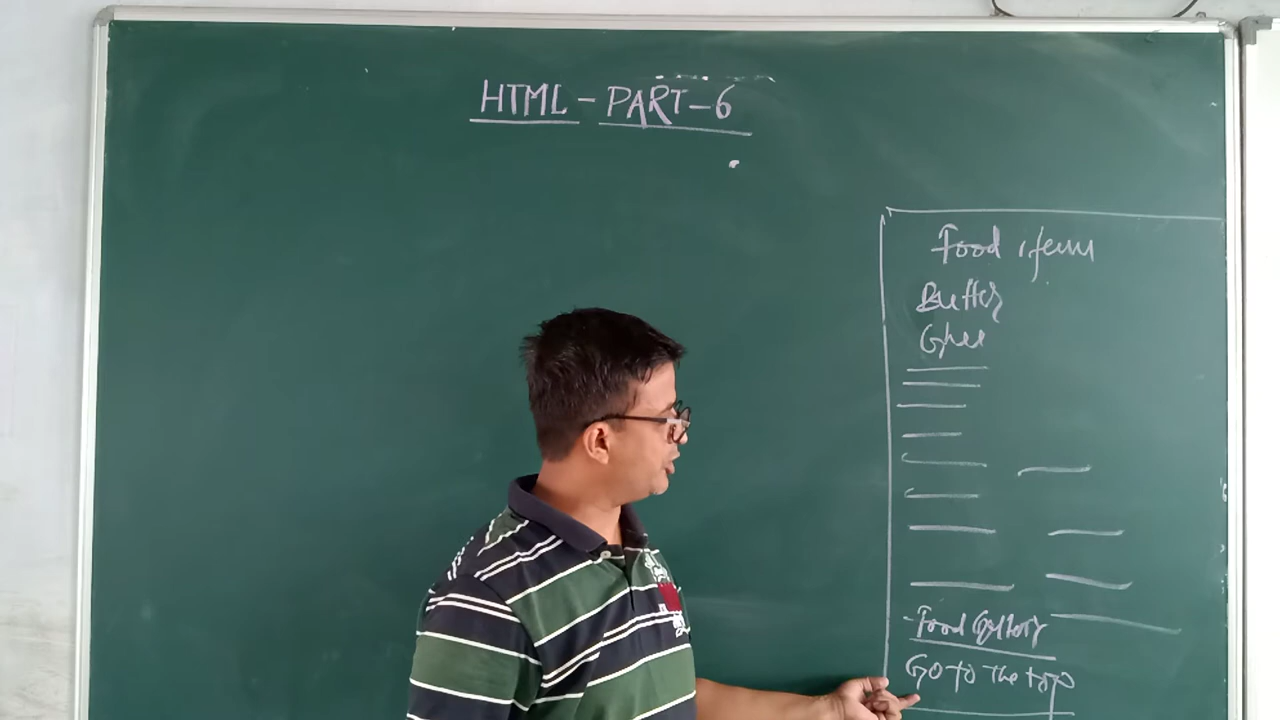 HTML - PART - 6
Food items
Butter
Ghee
Food Gallery
Go to the top